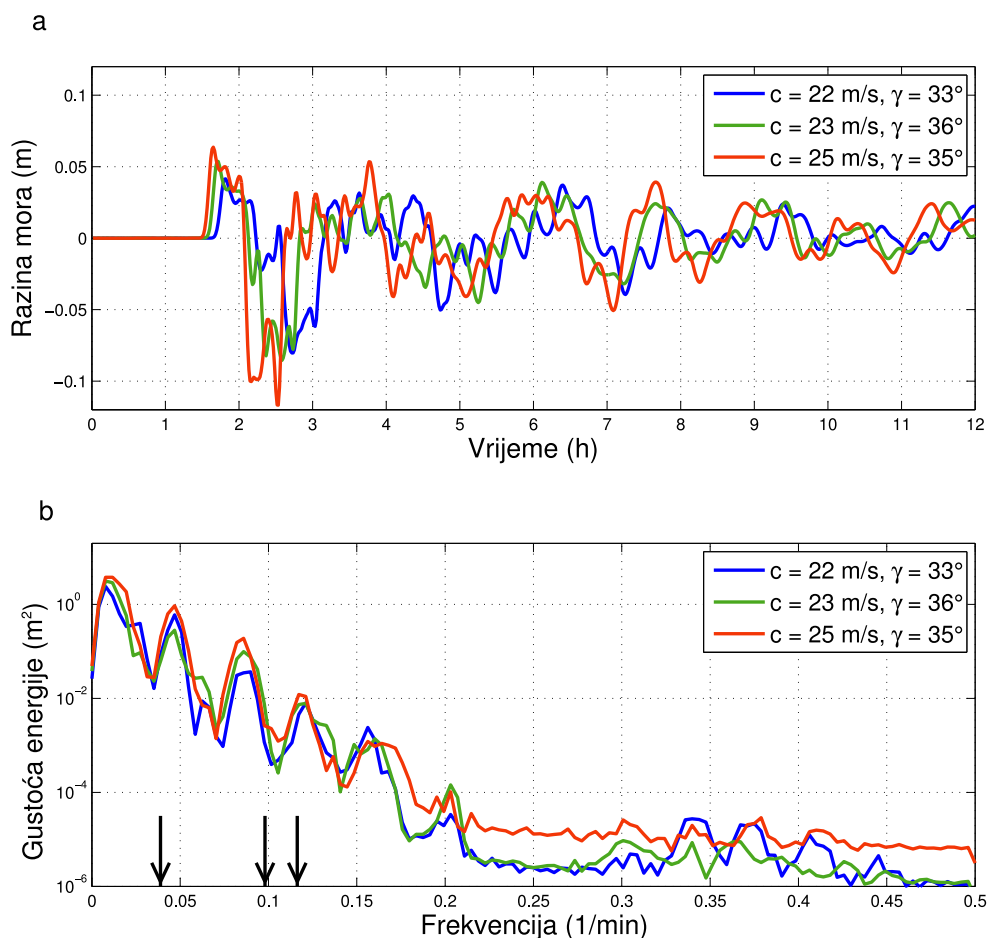 a
c = 22 m/s, γ = 33°
c = 23 m/s, γ = 36°
c = 25 m/s, γ = 35°
Razina mora (m)
0.1
0.05
0
−0.05
−0.1
0 1 2 3 4 5 6 7 8 9 10 11 12
Vrijeme (h)
b
c = 22 m/s, γ = 33°
c = 23 m/s, γ = 36°
c = 25 m/s, γ = 35°
Gustoća energije (m²)
10⁰
10⁻²
10⁻⁴
10⁻⁶
0 0.05 0.1 0.15 0.2 0.25 0.3 0.35 0.4 0.45 0.5
Frekvencija (1/min)